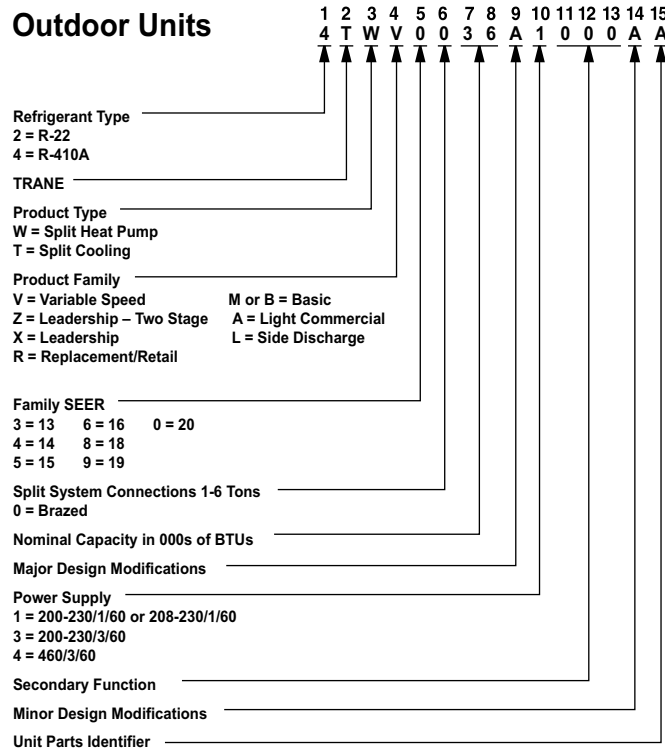 Outdoor Units
1 2 3 4 5 6 7 8 9 10 11 12 13 14 15
4 T W V 0 0 3 6 A 1 0 0 0 A A
Refrigerant Type
2 = R-22
4 = R-410A
TRANE
Product Type
W = Split Heat Pump
T = Split Cooling
Product Family
V = Variable Speed M or B = Basic
Z = Leadership – Two Stage A = Light Commercial
X = Leadership L = Side Discharge
R = Replacement/Retail
Family SEER
3 = 13 6 = 16 0 = 20
4 = 14 8 = 18
5 = 15 9 = 19
Split System Connections 1-6 Tons
0 = Brazed
Nominal Capacity in 000s of BTUs
Major Design Modifications
Power Supply
1 = 200-230/1/60 or 208-230/1/60
3 = 200-230/3/60
4 = 460/3/60
Secondary Function
Minor Design Modifications
Unit Parts Identifier